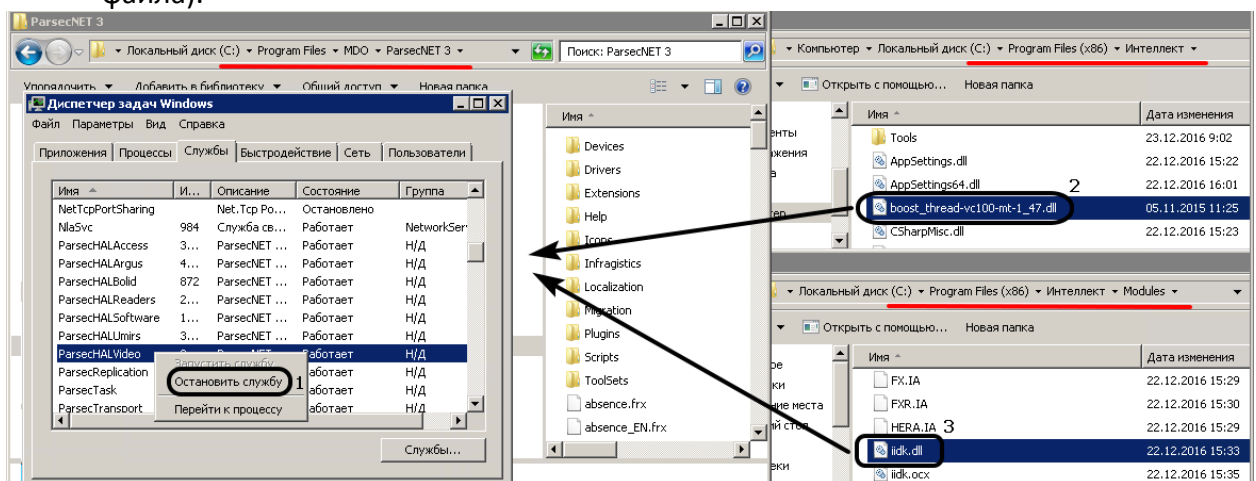 файла).
ParsecNET 3
Локальный диск (C:) Program Files MDO ParsecNET 3
Поиск: ParsecNET 3
Упорядочить Добавить в библиотеку Общий доступ Новая папка
Диспетчер задач Windows
Файл Параметры Вид Справка
Приложения Процессы Службы Быстродействие Сеть Пользователи
Имя И... Описание Состояние Группа
NetTcpPortSharing Net.Tcp Po... Остановлено
NlaSvc 984 Служба св... Работает NetworkSer
ParsecHALAccess 3... ParsecNET ... Работает Н/Д
ParsecHALArgus 4... ParsecNET ... Работает Н/Д
ParsecHALBolid 872 ParsecNET ... Работает Н/Д
ParsecHALReaders 2... ParsecNET ... Работает Н/Д
ParsecHALSoftware 1... ParsecNET ... Работает Н/Д
ParsecHALUmirs 3... ParsecNET ... Работает Н/Д
ParsecHALVideo Работает Н/Д
ParsecReplication аботает Н/Д
ParsecTask аботает Н/Д
ParsecTransport аботает Н/Д
Запустить службу
Остановить службу 1
Перейти к процессу
Службы...
Имя
Devices
Drivers
Extensions
Help
Icons
Infragistics
Localization
Migration
Plugins
Scripts
ToolSets
absence.frx
absence_EN.frx
Компьютер Локальный диск (C:) Program Files (x86) Интеллект
Открыть с помощью... Новая папка
Имя Дата изменения
Tools 23.12.2016 9:02
AppSettings.dll 22.12.2016 15:22
AppSettings64.dll 2 22.12.2016 16:01
boost_thread-vc100-mt-1_47.dll 05.11.2015 11:25
CSharpMisc.dll 22.12.2016 15:23
Локальный диск (C:) Program Files (x86) Интеллект Modules
Открыть с помощью... Новая папка
Имя Дата изменения
FX.IA 22.12.2016 15:29
FXR.IA 22.12.2016 15:30
HERA.IA 3 22.12.2016 15:29
iidk.dll 22.12.2016 15:33
iidk.ocx 22.12.2016 15:35